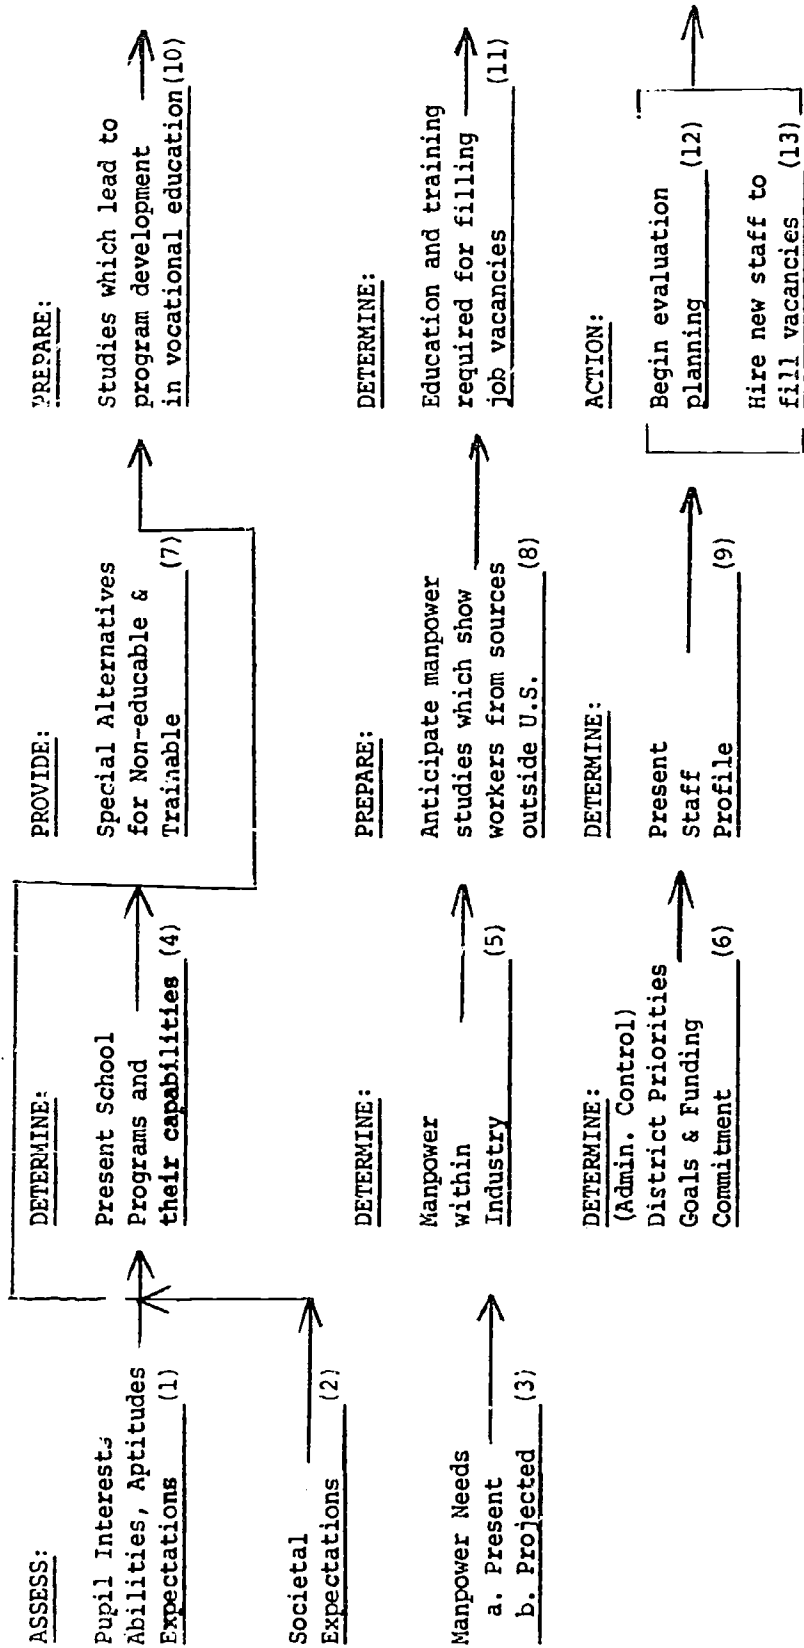 ASSESS:
Pupil Interests
Abilities, Aptitudes
Expectations (1)
Societal
Expectations (2)
Manpower Needs
a. Present
b. Projected (3)
DETERMINE:
Present School
Programs and
their capabilities (4)
DETERMINE:
Manpower
within
Industry (5)
DETERMINE:
(Admin. Control)
District Priorities
Goals & Funding
Commitment (6)
PROVIDE:
Special Alternatives
for Non-educable &
Trainable (7)
PREPARE:
Anticipate manpower
studies which show
workers from sources
outside U.S. (8)
DETERMINE:
Present
Staff
Profile (9)
PREPARE:
Studies which lead to
program development
in vocational education (10)
DETERMINE:
Education and training
required for filling
job vacancies (11)
ACTION:
Begin evaluation
planning (12)
Hire new staff to
fill vacancies (13)